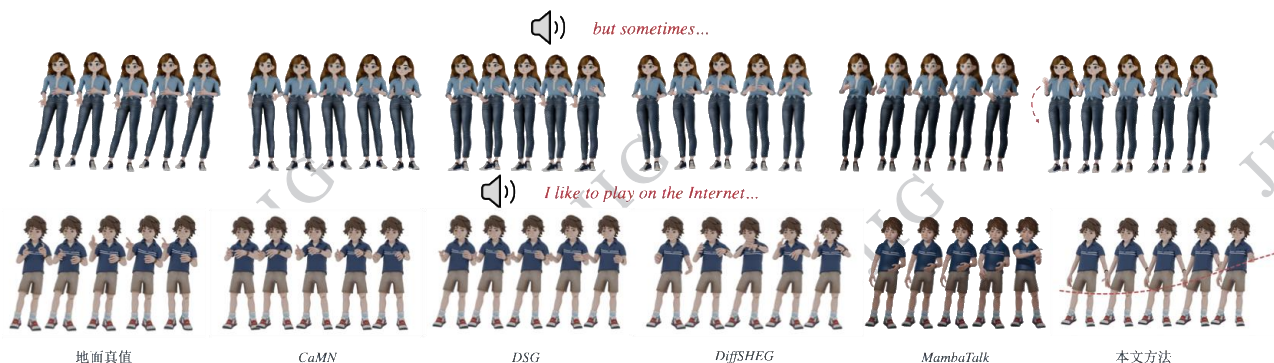 but sometimes…
I like to play on the Internet…
地面真值 CaMN DSG DiffSHEG MambaTalk 本文方法